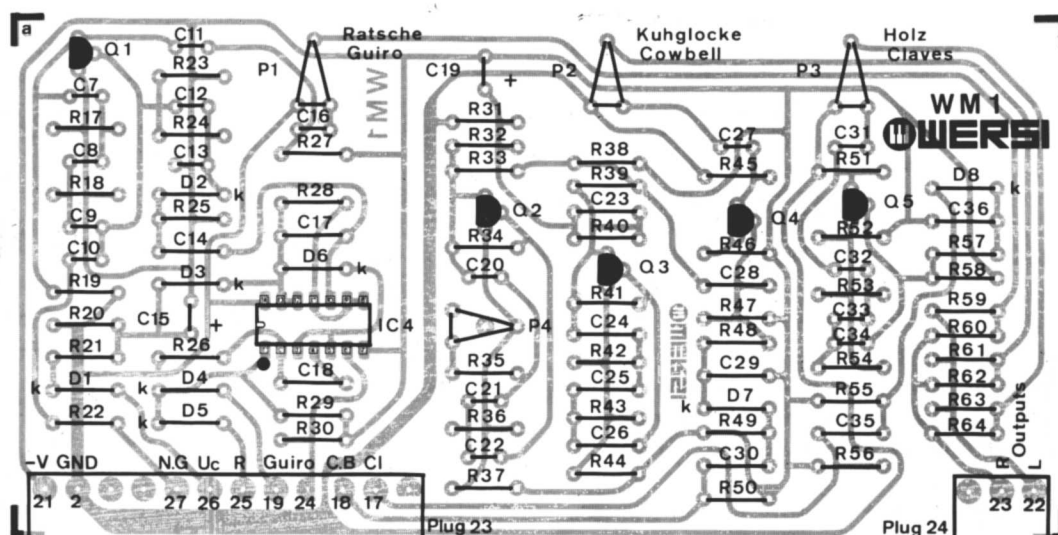 a
Q1
C7
R17
C8
R18
C9
C10
R19
R20
R21
k D1
R22
C11
R23
C12
R24
C13
D2 k
R25
C14
D3 k
C15 +
R26
D4
k
D5
Ratsche
Guiro
P1
WM1
C16
R27
R28
C17
D6 k
IC4
C18
R29
R30
C19 +
R31
R32
R33
Q2
R34
C20
P4
R35
C21
R36
C22
R37
Kuhglocke
Cowbell
P2
R38
R39
C23
R40
Q3
R41
C24
R42
C25
R43
C26
R44
C27
R45
Q4
R46
C28
R47
R48
C29
D7
k
R49
C30
R50
WERSI
Holz
Claves
P3
C31
R51
Q5
R52
C32
R53
C33
C34
R54
R55
C35
R56
WM1
WERSI
D8 k
C36
R57
R58
R59
R60
R61
R62
R63
R64
Outputs
R L
-V GND N.G Uc R Guiro C.B Cl
21 2 27 26 25 19 24 18 17
Plug 23
Plug 24
23 22